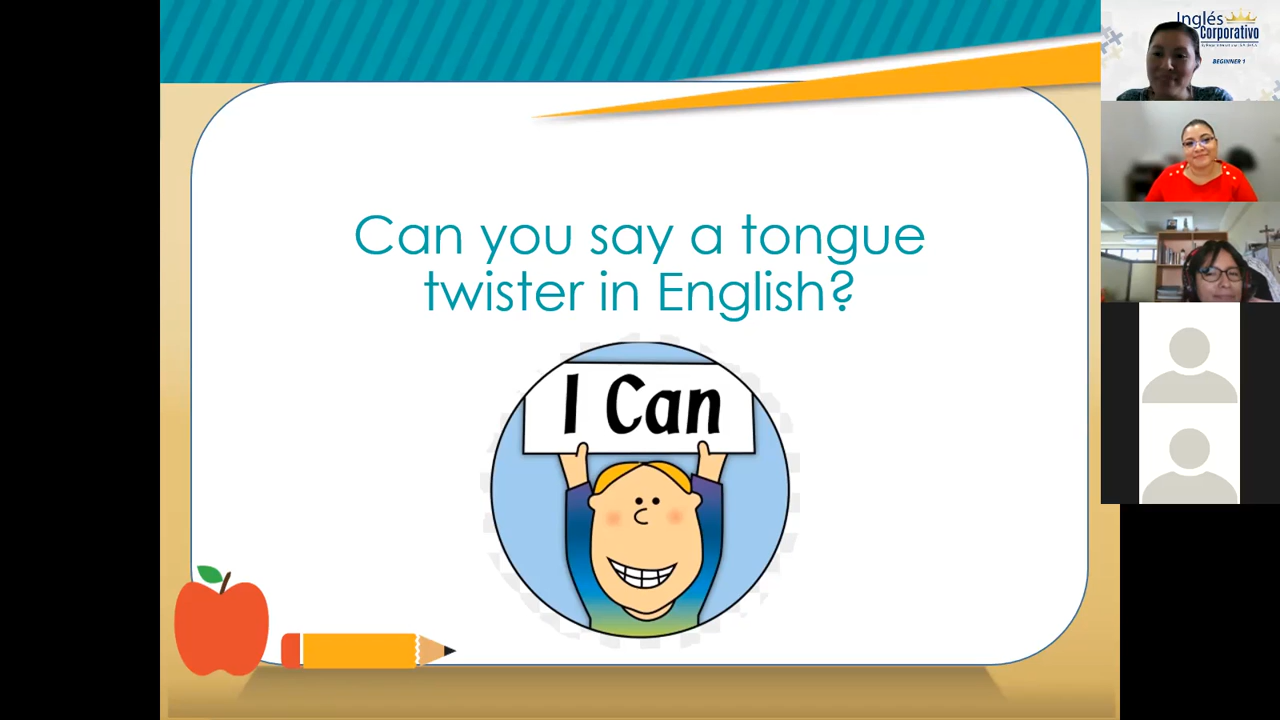 Can you say a tongue
twister in English?
I Can
Inglés
Corporativo
BEGINNER 1